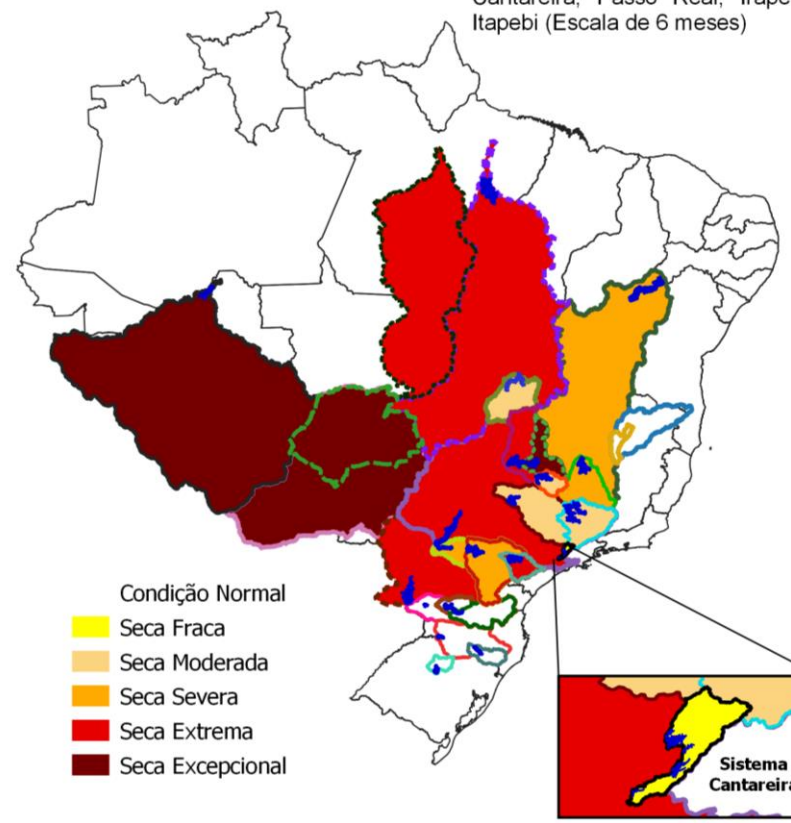 Itapebi (Escala de 6 meses)
Condição Normal
Seca Fraca
Seca Moderada
Seca Severa
Seca Extrema
Seca Excepcional
Sistema